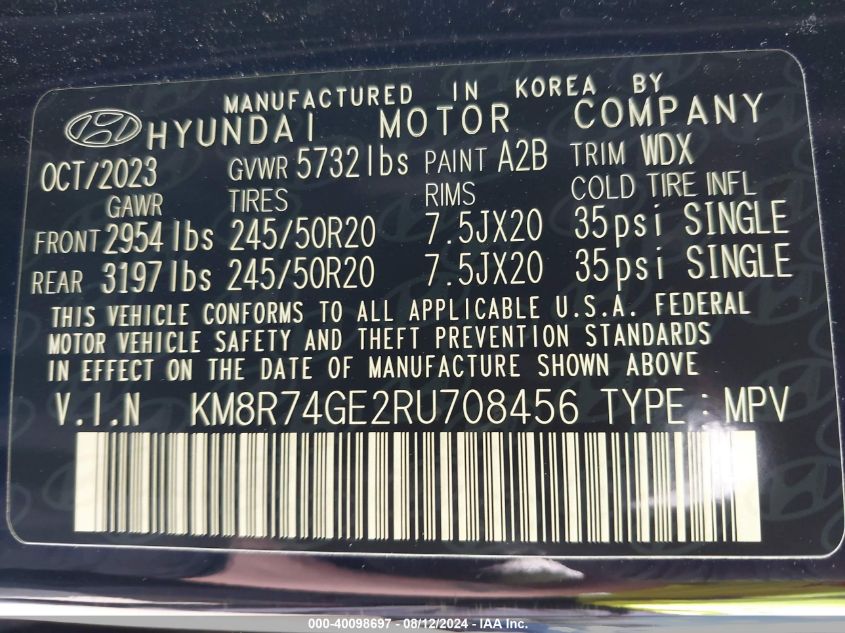 MANUFACTURED IN KOREA BY
HYUNDAI MOTOR COMPANY
OCT/2023 GVWR 5732lbs PAINT A2B TRIM WDX
GAWR TIRES RIMS COLD TIRE INFL
FRONT 2954lbs 245/50R20 7.5JX20 35psi SINGLE
REAR 3197lbs 245/50R20 7.5JX20 35psi SINGLE
THIS VEHICLE CONFORMS TO ALL APPLICABLE U.S.A. FEDERAL
MOTOR VEHICLE SAFETY AND THEFT PREVENTION STANDARDS
IN EFFECT ON THE DATE OF MANUFACTURE SHOWN ABOVE
V.I.N KM8R74GE2RU708456 TYPE : MPV
000-40098697 - 08/12/2024 - IAA Inc.